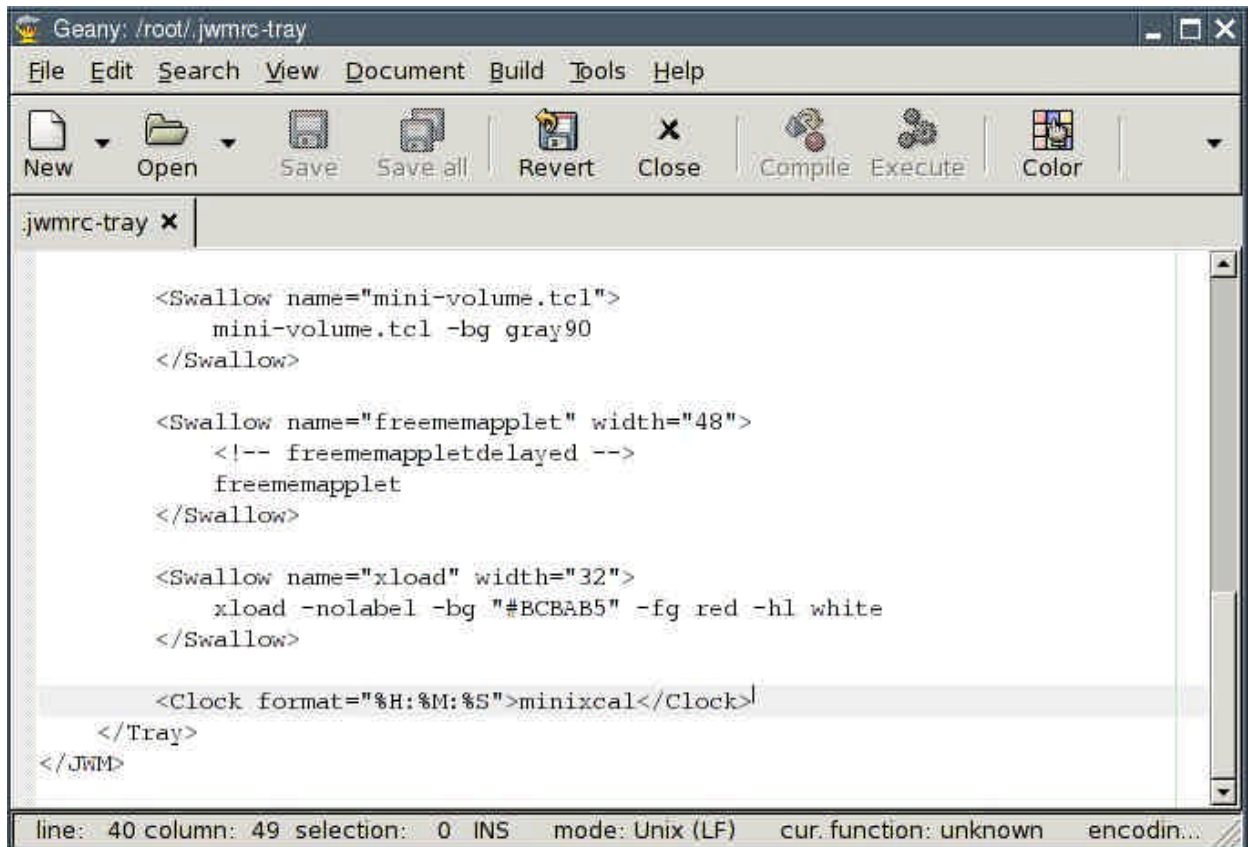 Geany: /root/.jwmrc-tray
File Edit Search View Document Build Tools Help
New Open Save Save all Revert Close Compile Execute Color
.jwmrc-tray
<Swallow name="mini-volume.tcl">
mini-volume.tcl -bg gray90
</Swallow>
<Swallow name="freememapplet" width="48">
<!-- freememappletdelayed -->
freememapplet
</Swallow>
<Swallow name="xload" width="32">
xload -nolabel -bg "#BCBAB5" -fg red -hl white
</Swallow>
<Clock format="%H:%M:%S">minixcal</Clock>
</Tray>
</JWM>
line: 40 column: 49 selection: 0 INS mode: Unix (LF) cur. function: unknown encodin...